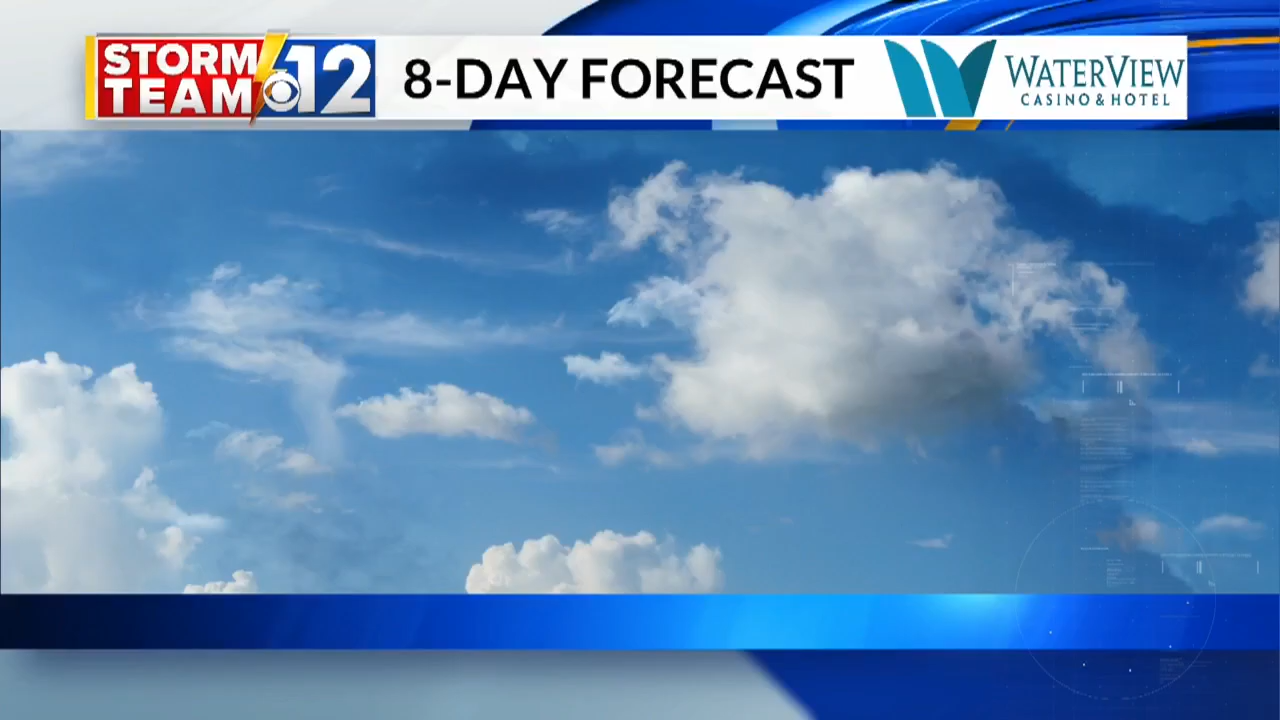 STORM
TEAM 12
8-DAY FORECAST
WATERVIEW
CASINO & HOTEL